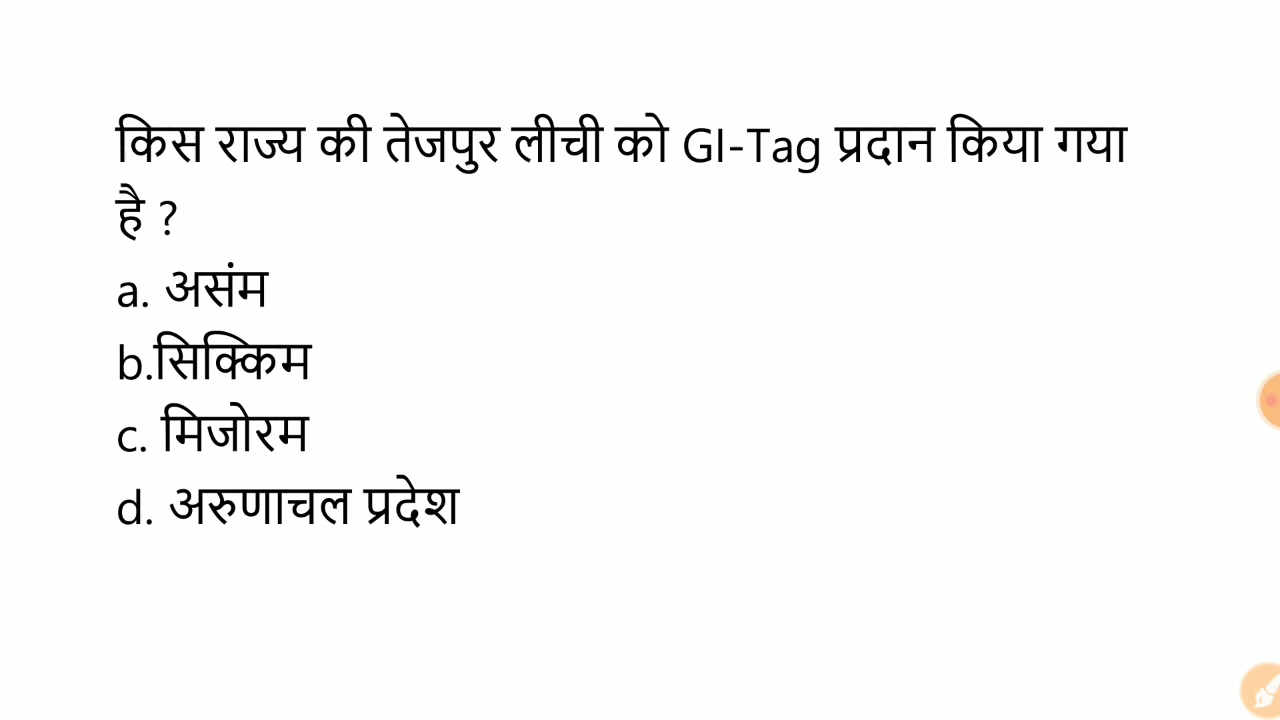 किस राज्य की तेजपुर लीची को GI-Tag प्रदान किया गया
है ?
a. असंम
b.सिक्किम
c. मिजोरम
d. अरुणाचल प्रदेश